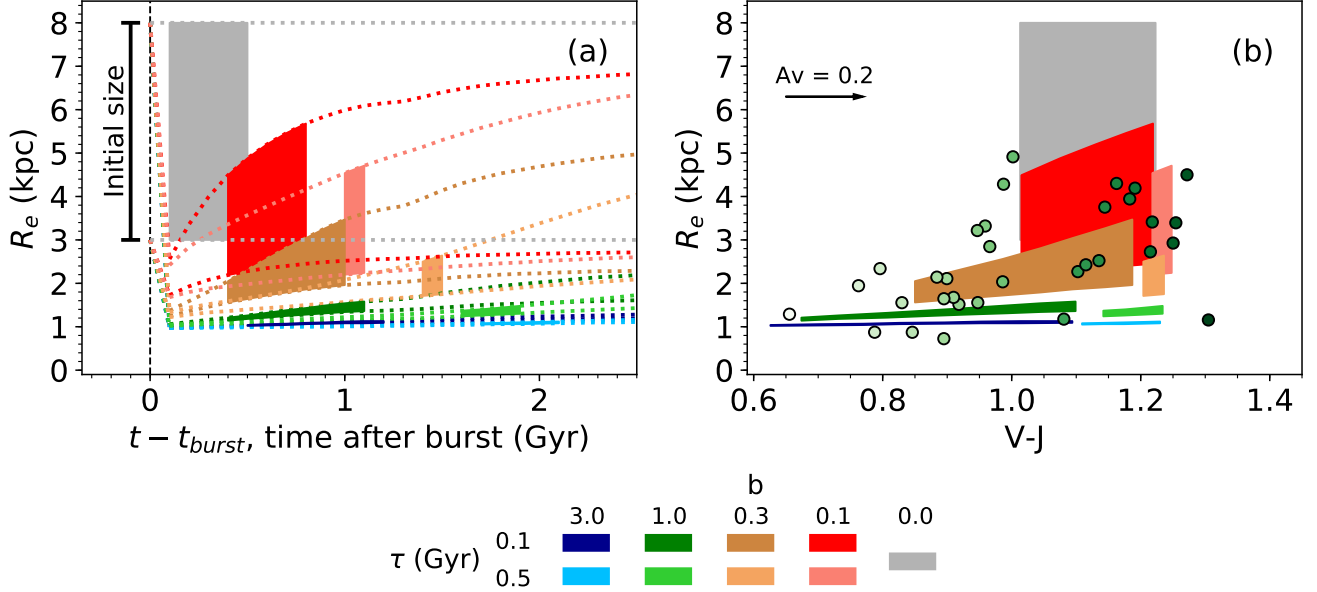 (a)
Initial size
R_e (kpc)
8
7
6
5
4
3
2
1
0
0 1 2
t − t_burst, time after burst (Gyr)
(b)
Av = 0.2
R_e (kpc)
8
7
6
5
4
3
2
1
0
0.6 0.8 1.0 1.2 1.4
V-J
b
3.0 1.0 0.3 0.1 0.0
τ (Gyr)
0.1
0.5